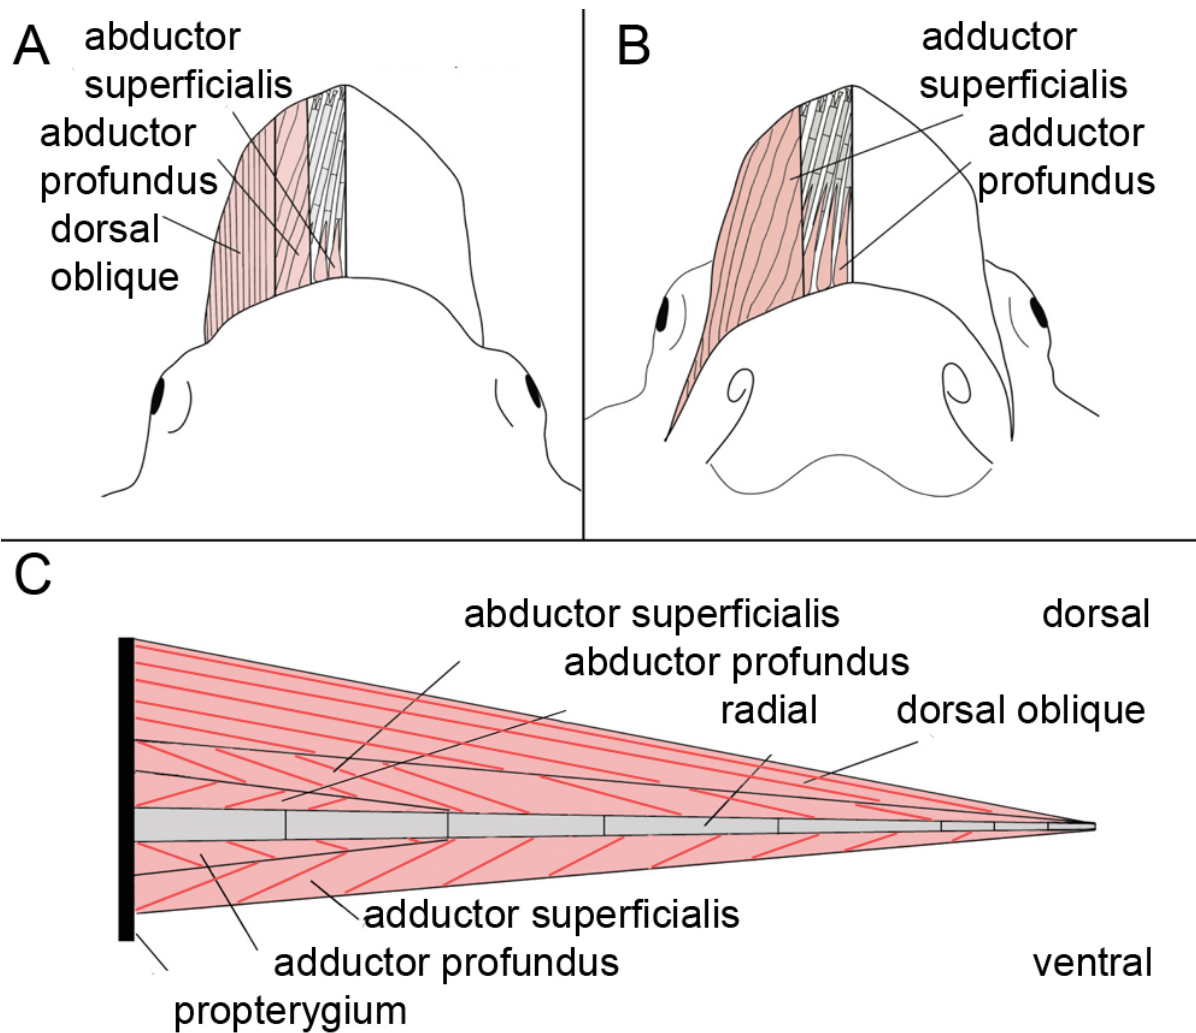 A
abductor
superficialis
abductor
profundus
dorsal
oblique
B
adductor
superficialis
adductor
profundus
C
abductor superficialis
dorsal
abductor profundus
radial
dorsal oblique
adductor superficialis
adductor profundus
ventral
propterygium